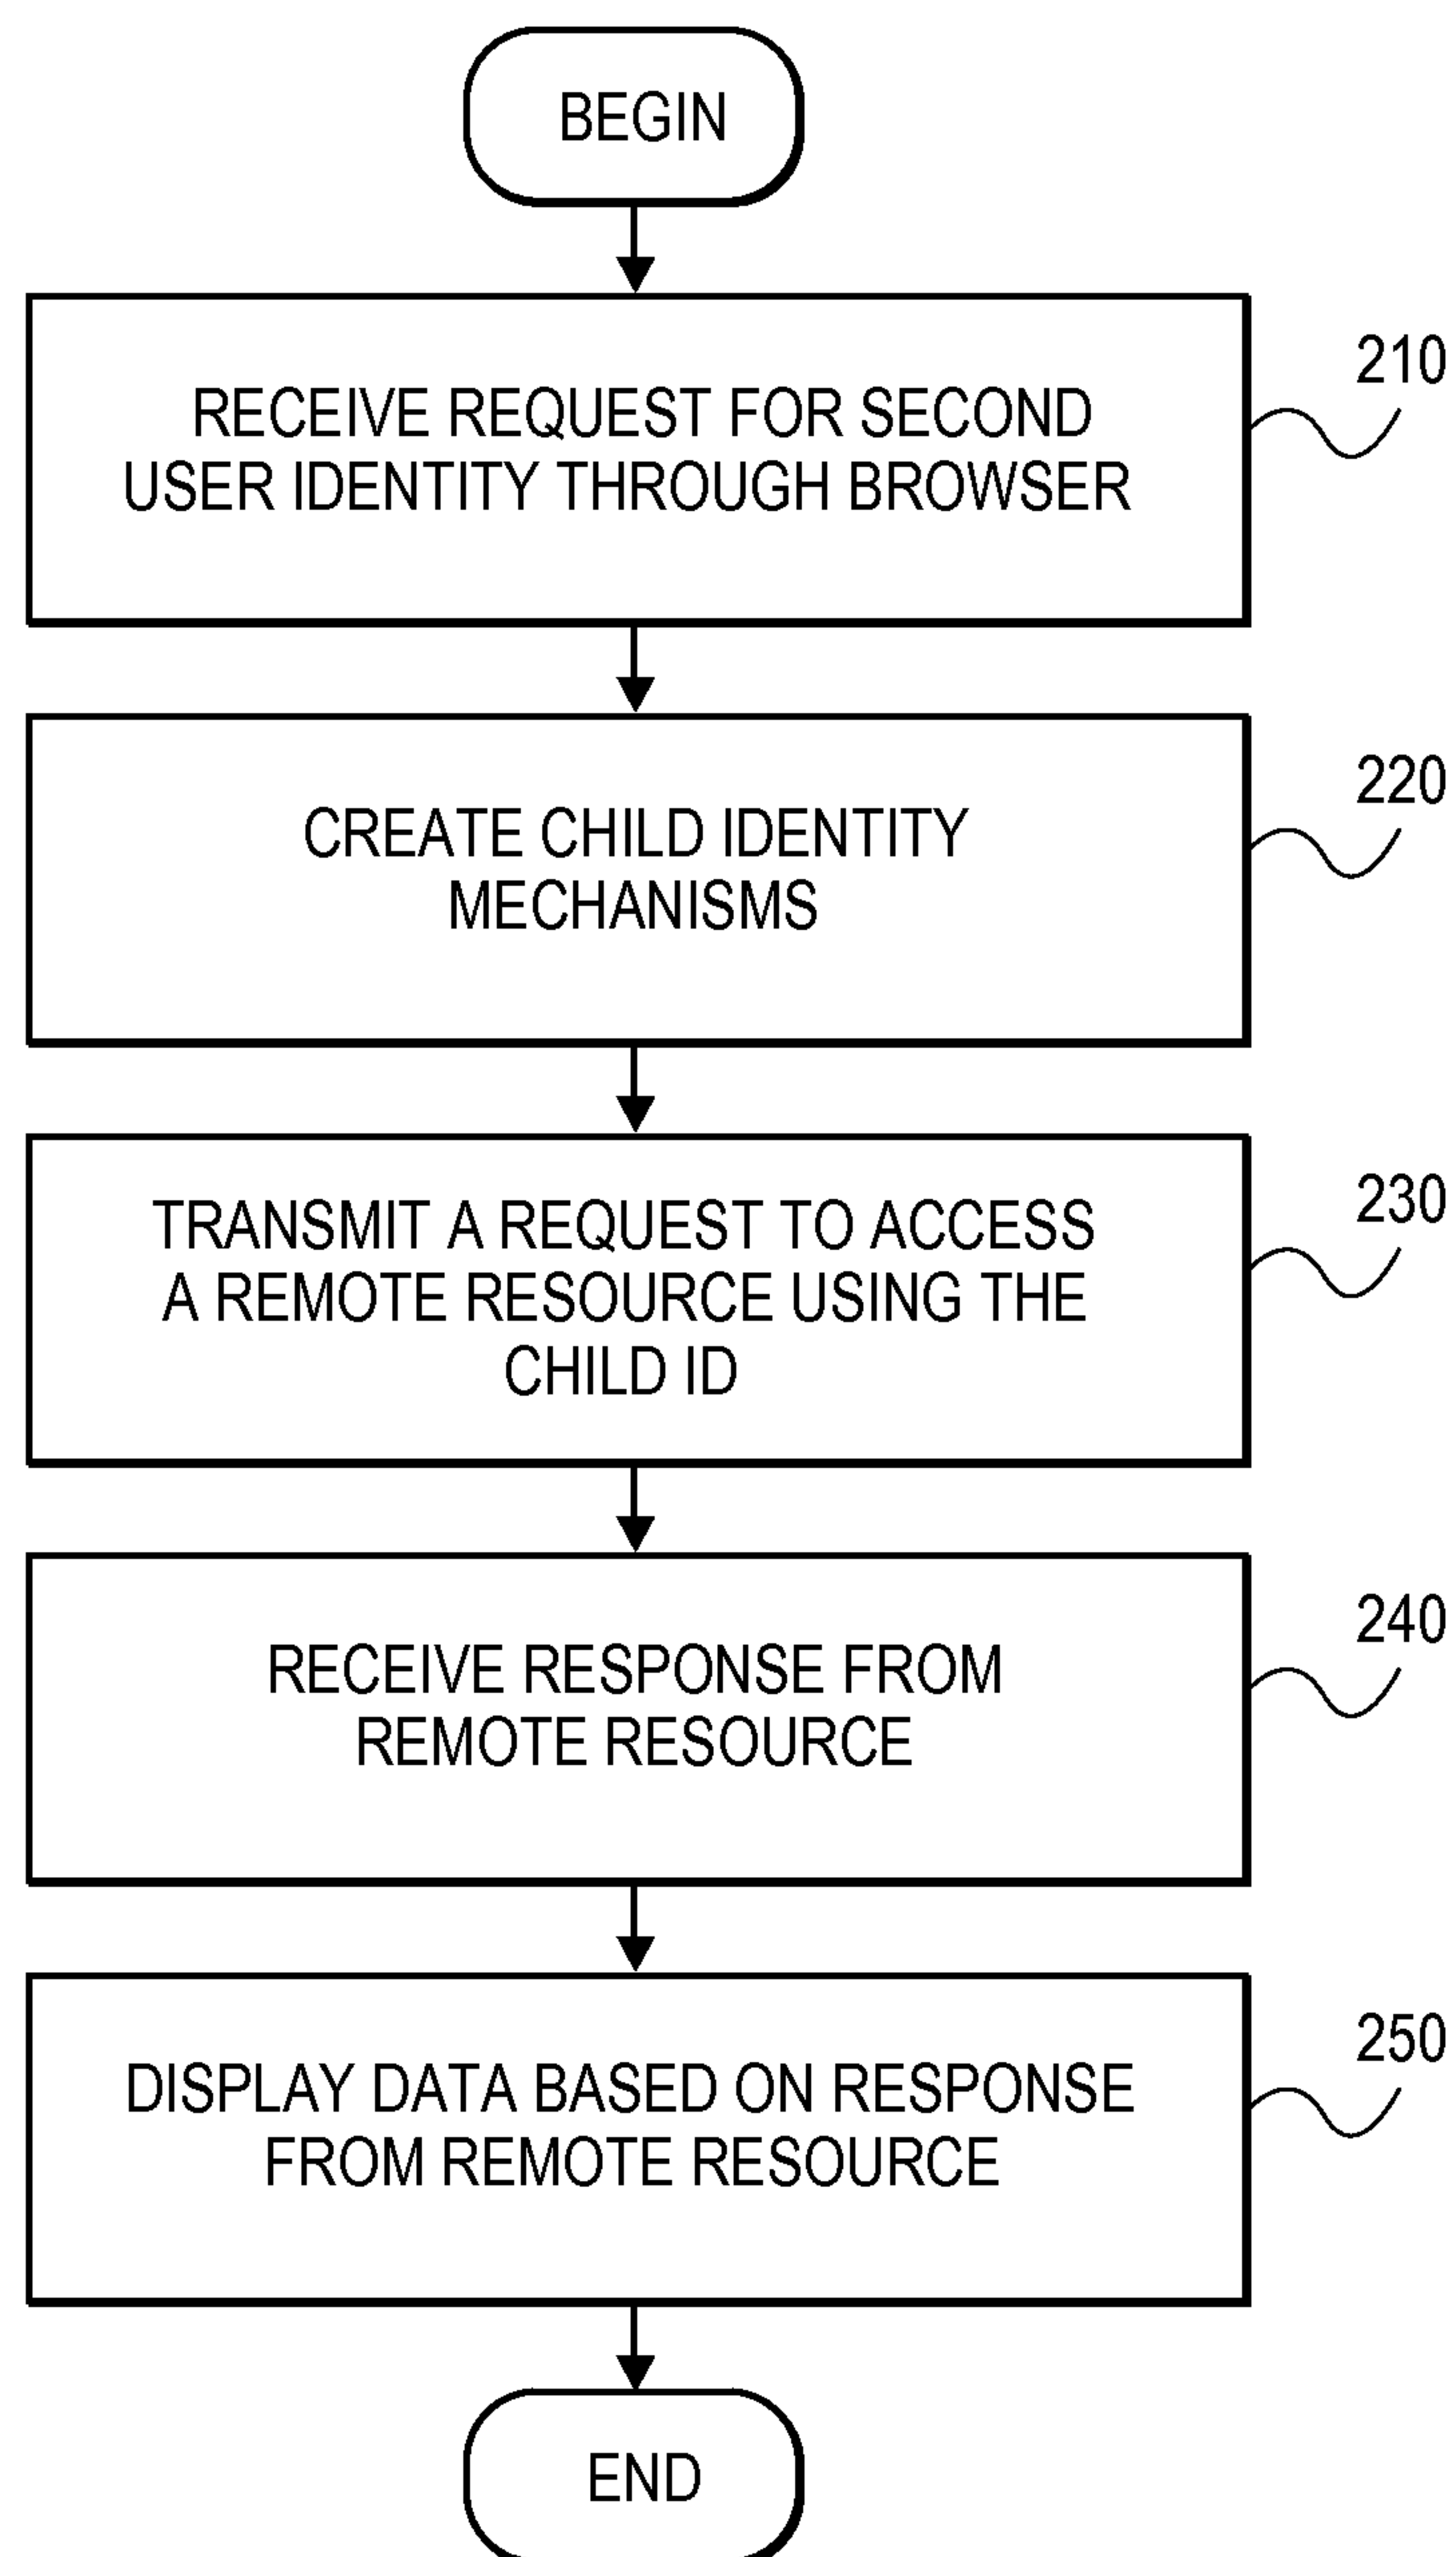 BEGIN
RECEIVE REQUEST FOR SECOND
USER IDENTITY THROUGH BROWSER
210
CREATE CHILD IDENTITY
MECHANISMS
220
TRANSMIT A REQUEST TO ACCESS
A REMOTE RESOURCE USING THE
CHILD ID
230
RECEIVE RESPONSE FROM
REMOTE RESOURCE
240
DISPLAY DATA BASED ON RESPONSE
FROM REMOTE RESOURCE
250
END